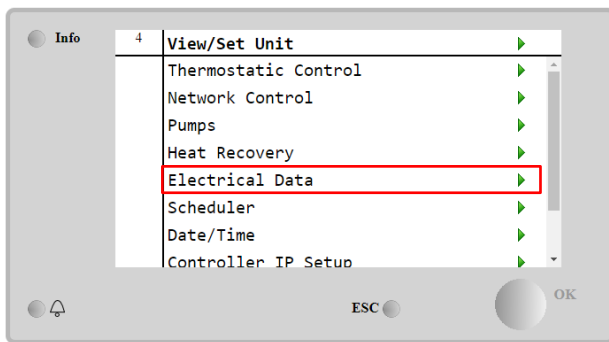 Info
4 View/Set Unit
Thermostatic Control
Network Control
Pumps
Heat Recovery
Electrical Data
Scheduler
Date/Time
Controller IP Setup
ESC
OK